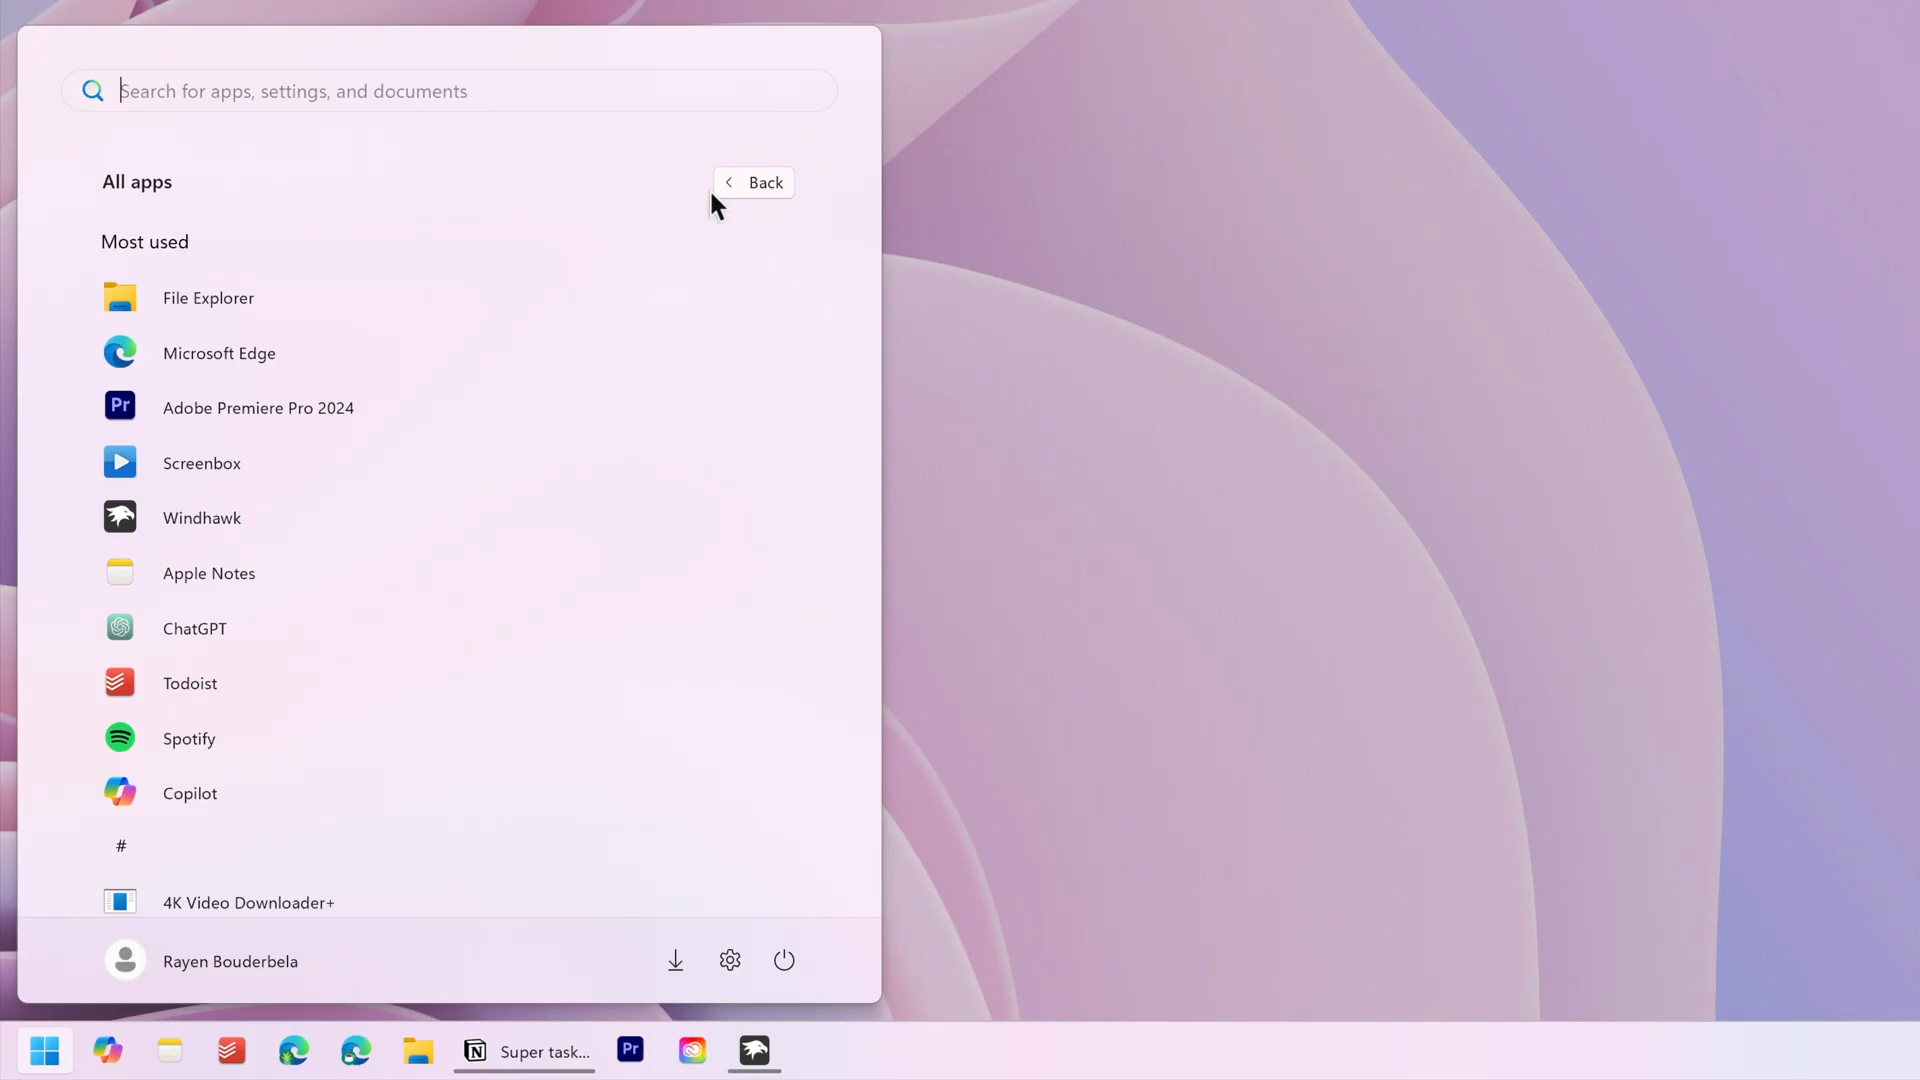 Search for apps, settings, and documents
All apps
Back
Most used
File Explorer
Microsoft Edge
Pr
Adobe Premiere Pro 2024
Screenbox
Windhawk
Apple Notes
ChatGPT
Todoist
Spotify
Copilot
#
4K Video Downloader+
Rayen Bouderbela
Super task...
Pr